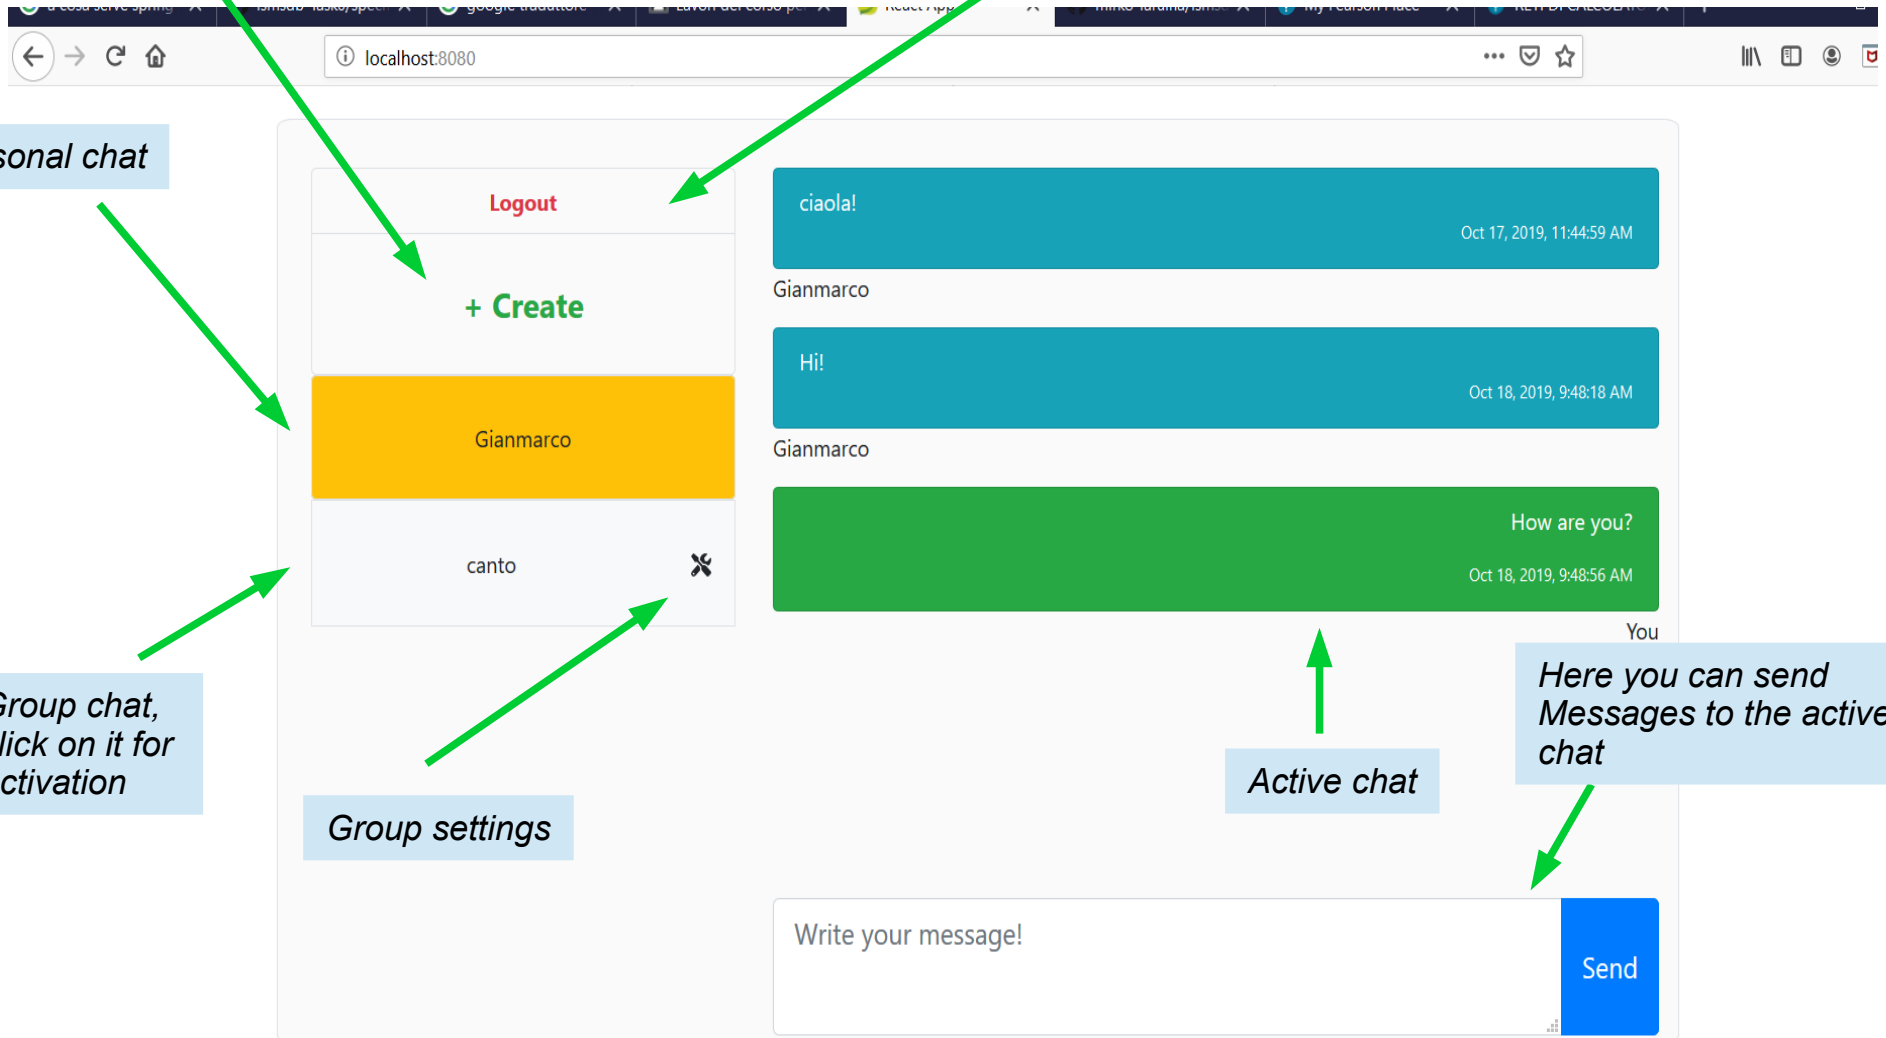 localhost:8080
sonal chat
Logout
+ Create
Gianmarco
canto
ciaola!
Oct 17, 2019, 11:44:59 AM
Gianmarco
Hi!
Oct 18, 2019, 9:48:18 AM
Gianmarco
How are you?
Oct 18, 2019, 9:48:56 AM
You
Group chat,
lick on it for
ctivation
Group settings
Active chat
Here you can send
Messages to the active
chat
Write your message!
Send